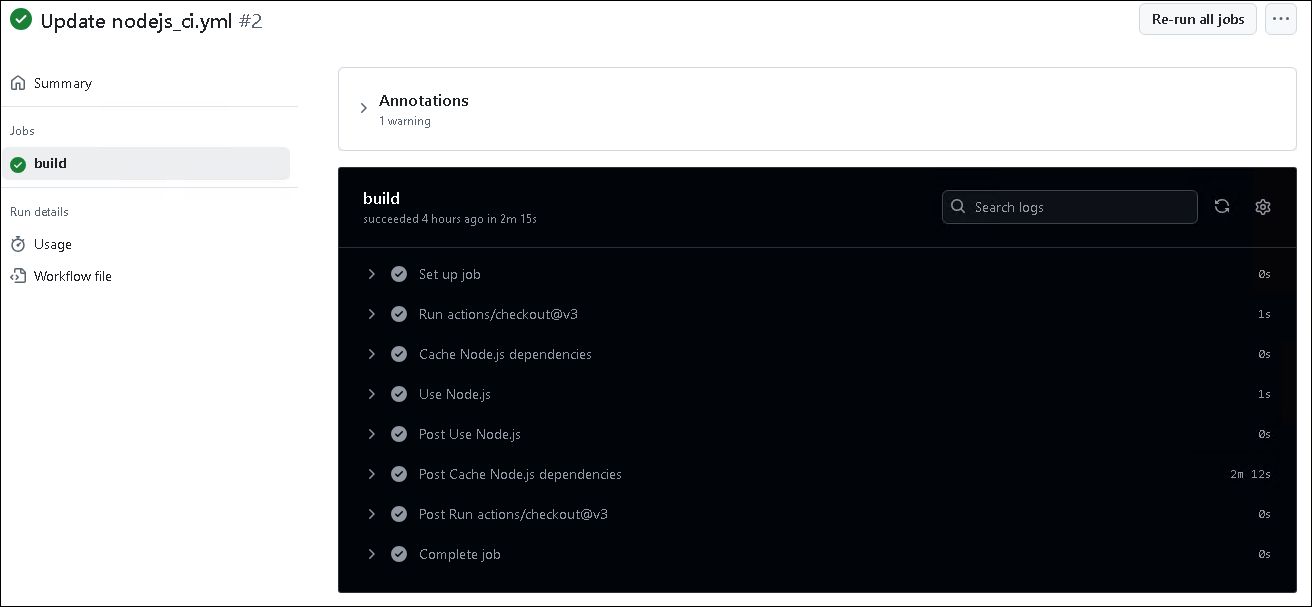 Update nodejs_ci.yml #2
Re-run all jobs
Summary
Jobs
build
Run details
Usage
Workflow file
Annotations
1 warning
build
succeeded 4 hours ago in 2m 15s
Search logs
Set up job 0s
Run actions/checkout@v3 1s
Cache Node.js dependencies 0s
Use Node.js 1s
Post Use Node.js 0s
Post Cache Node.js dependencies 2m 12s
Post Run actions/checkout@v3 0s
Complete job 0s